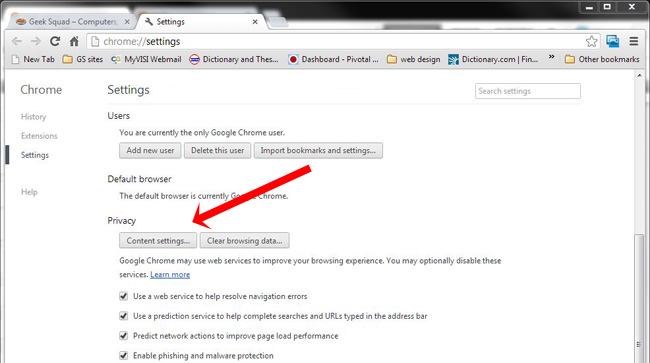 Geek Squad – Computers,
Settings
chrome://settings
New Tab
GS sites
MyVISI Webmail
Dictionary and Thes...
Dashboard - Pivotal ...
web design
Dictionary.com | Fin...
»
Other bookmarks
Chrome
Settings
Search settings
History
Extensions
Settings
Help
Users
You are currently the only Google Chrome user.
Add new user
Delete this user
Import bookmarks and settings...
Default browser
The default browser is currently Google Chrome.
Privacy
Content settings...
Clear browsing data...
Google Chrome may use web services to improve your browsing experience. You may optionally disable these
services. Learn more
Use a web service to help resolve navigation errors
Use a prediction service to help complete searches and URLs typed in the address bar
Predict network actions to improve page load performance
Enable phishing and malware protection